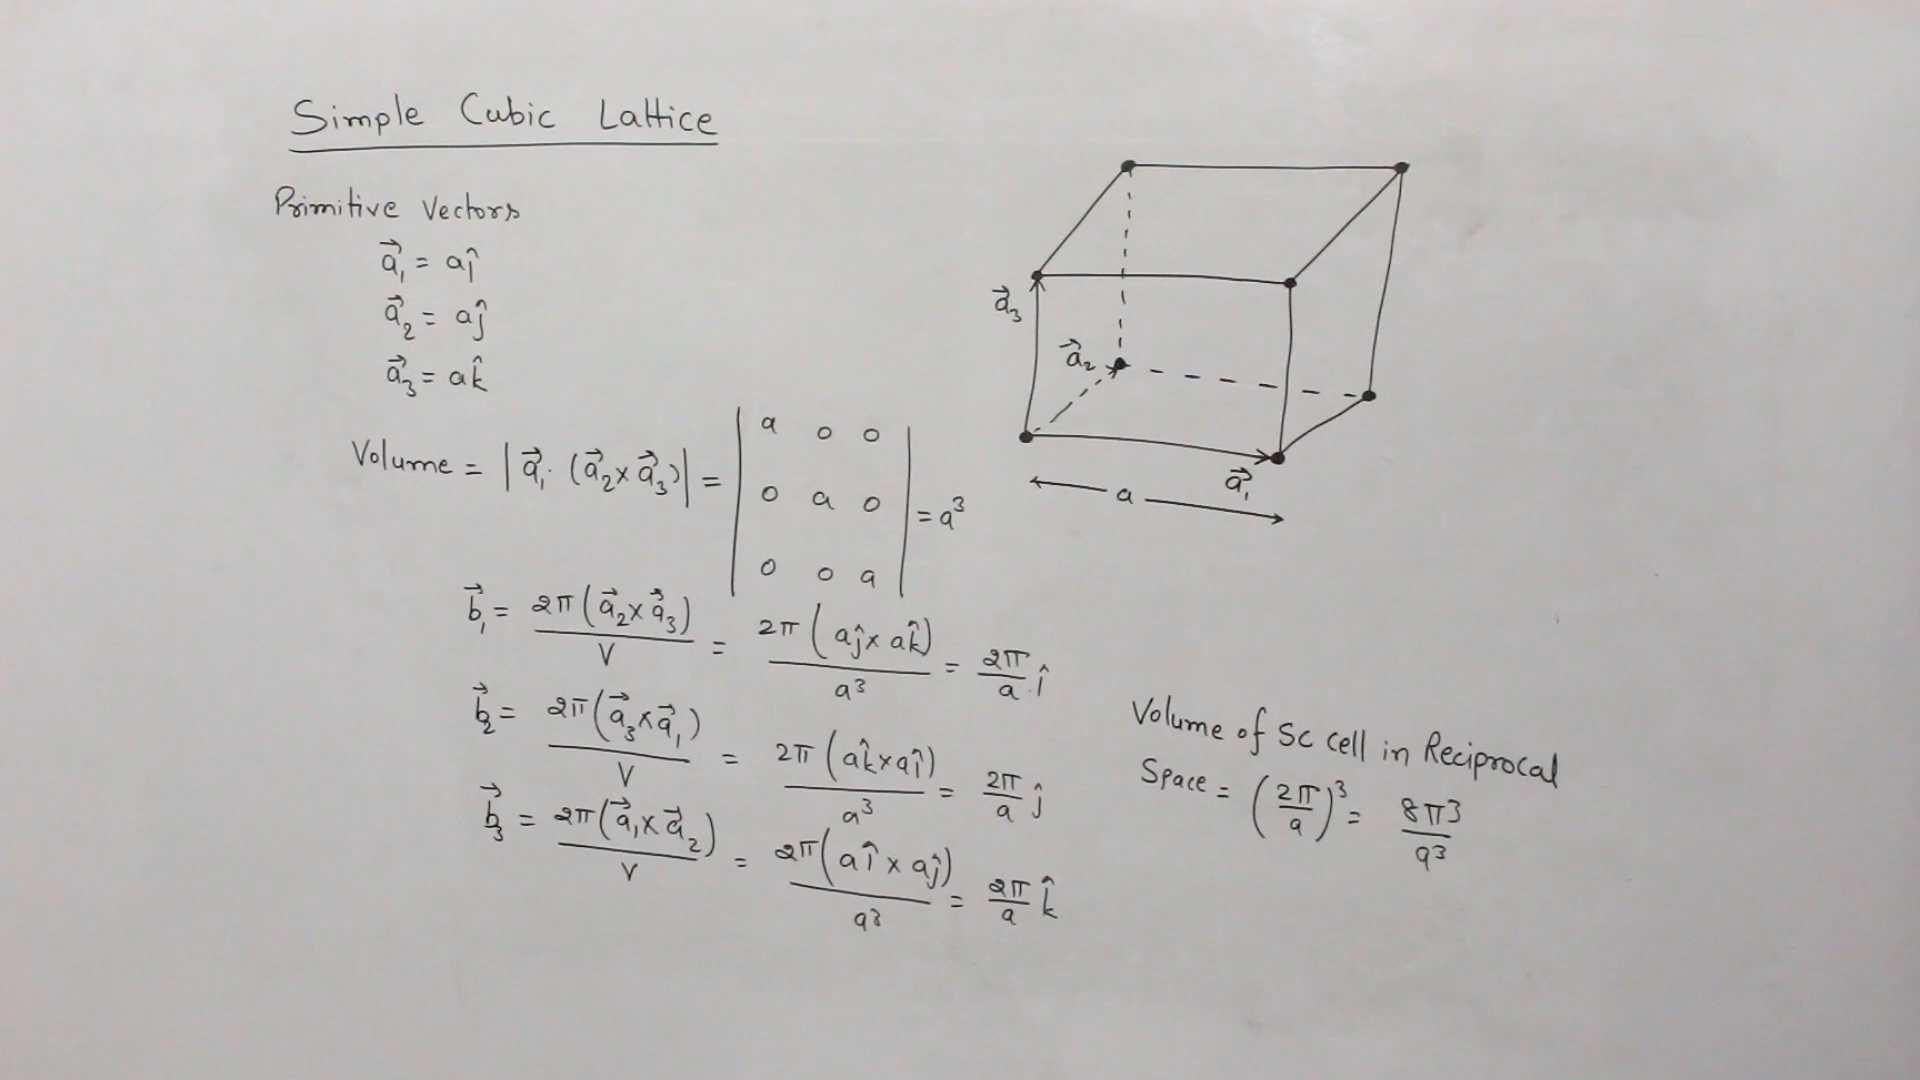 Simple Cubic Lattice
Primitive Vectors
a⃗₁ = aî
a⃗₂ = aĵ
a⃗₃ = ak̂
Volume = |a⃗₁ · (a⃗₂ × a⃗₃)| = | a 0 0 |
| 0 a 0 | = a³
| 0 0 a |
b⃗₁ = 2π(a⃗₂ × a⃗₃) / V = 2π(aĵ × ak̂) / a³ = 2π/a î
b⃗₂ = 2π(a⃗₃ × a⃗₁) / V = 2π(ak̂ × aî) / a³ = 2π/a ĵ
b⃗₃ = 2π(a⃗₁ × a⃗₂) / V = 2π(aî × aĵ) / a³ = 2π/a k̂
a⃗₃
a⃗₂
a⃗₁
a
Volume of Sc cell in Reciprocal
Space = (2π/a)³ = 8π³/a³